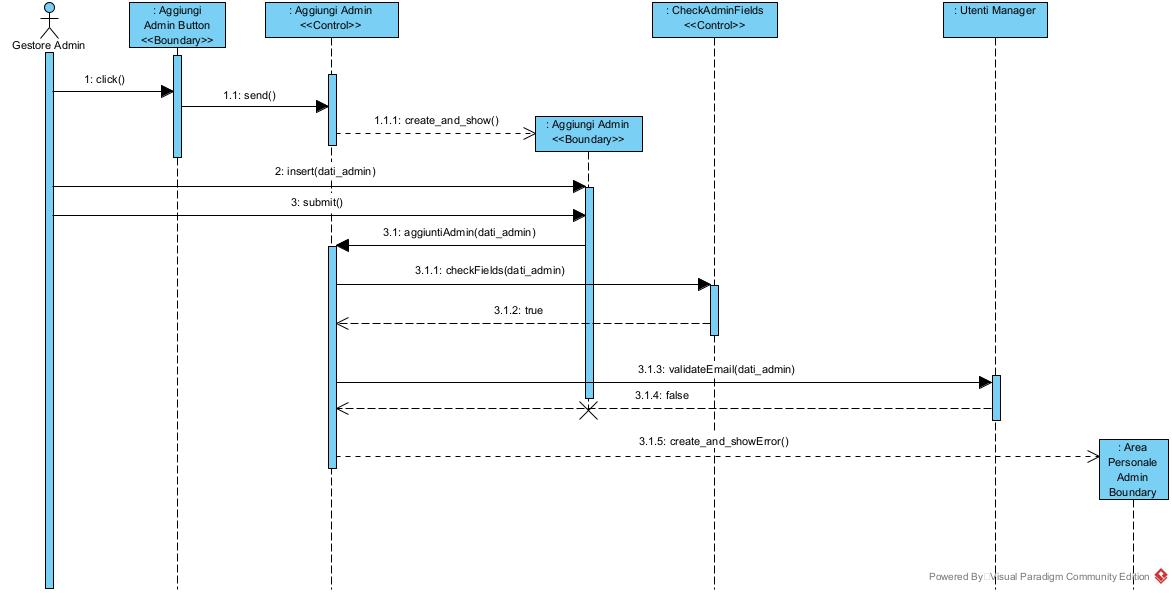 Gestore Admin
: Aggiungi
Admin Button
<<Boundary>>
: Aggiungi Admin
<<Control>>
: CheckAdminFields
<<Control>>
: Utenti Manager
1: click()
1.1: send()
1.1.1: create_and_show()
: Aggiungi Admin
<<Boundary>>
2: insert(dati_admin)
3: submit()
3.1: aggiuntiAdmin(dati_admin)
3.1.1: checkFields(dati_admin)
3.1.2: true
3.1.3: validateEmail(dati_admin)
3.1.4: false
3.1.5: create_and_showError()
: Area
Personale
Admin
Boundary
Powered By Visual Paradigm Community Edition